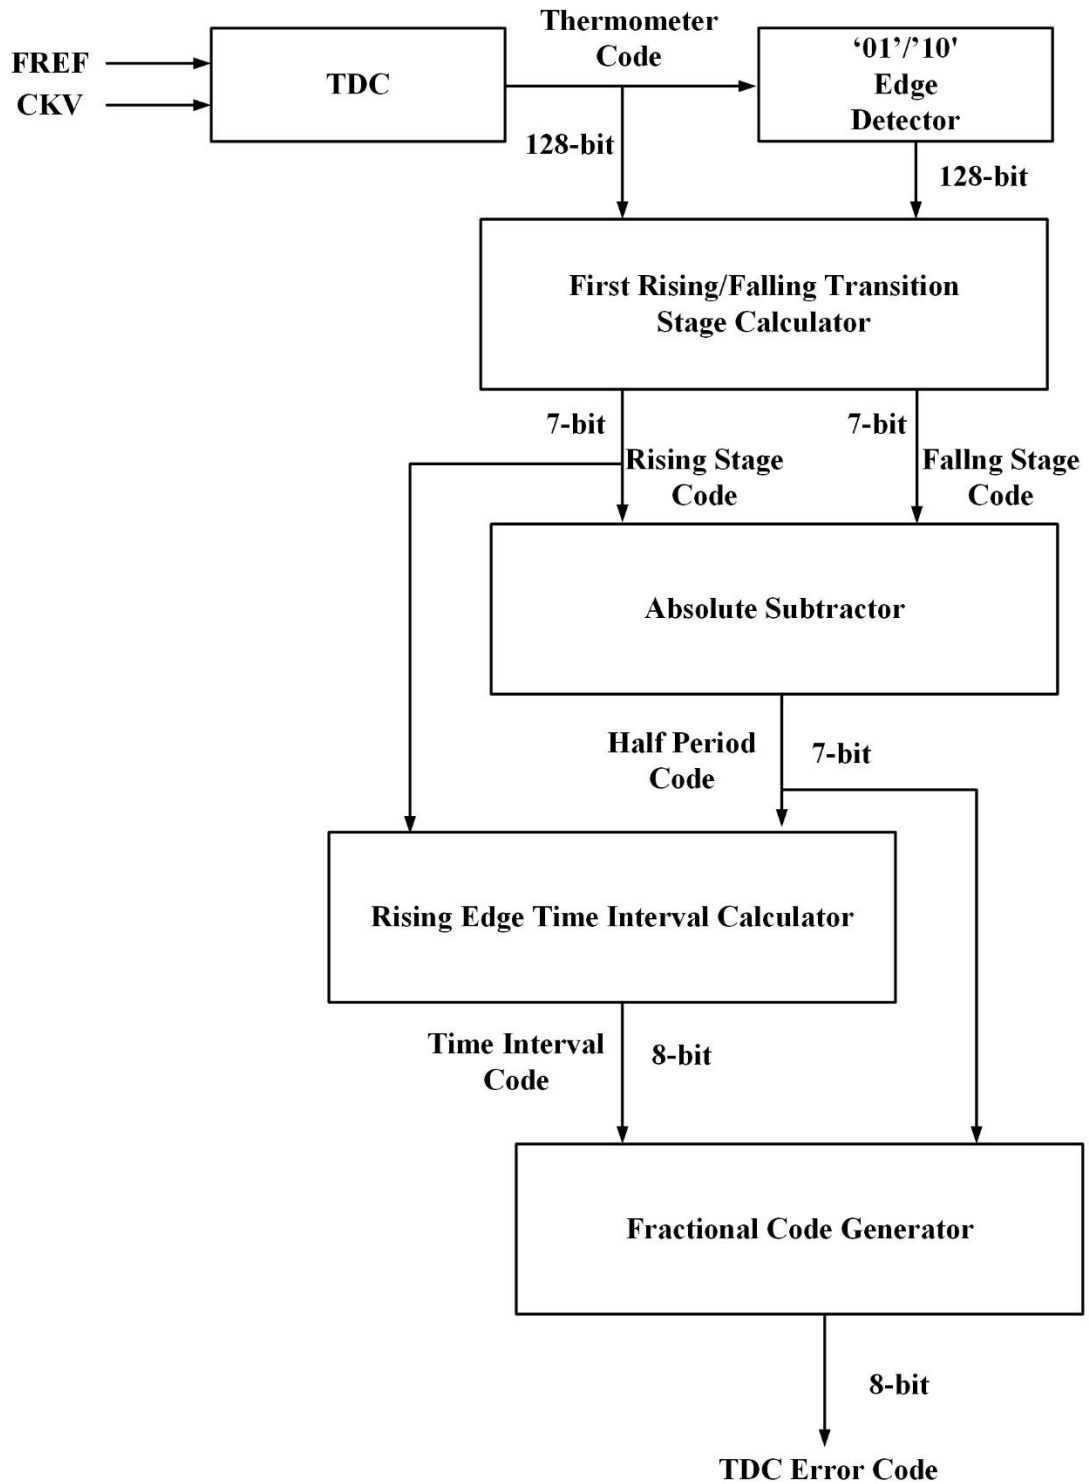 Thermometer
Code
FREF
CKV
TDC
‘01’/’10'
Edge
Detector
128-bit
128-bit
First Rising/Falling Transition
Stage Calculator
7-bit
7-bit
Rising Stage
Code
Fallng Stage
Code
Absolute Subtractor
Half Period
Code
7-bit
Rising Edge Time Interval Calculator
Time Interval
Code
8-bit
Fractional Code Generator
8-bit
TDC Error Code